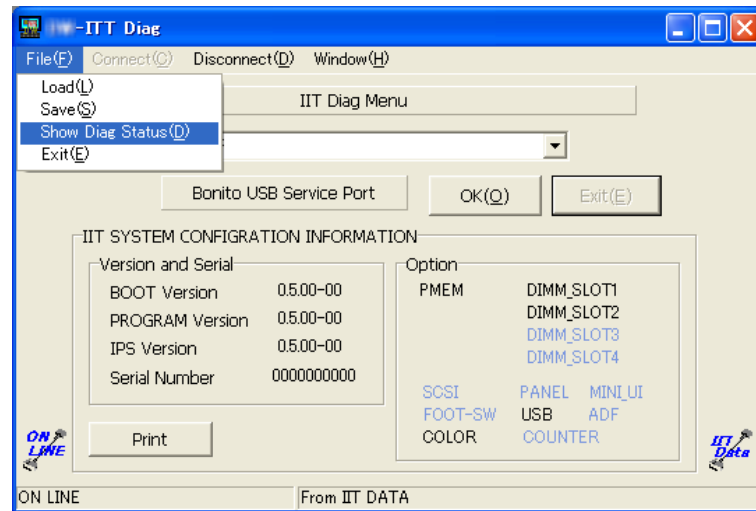 -ITT Diag
File(F) Connect(C) Disconnect(D) Window(H)
Load(L)
Save(S)
Show Diag Status(D)
Exit(E)
IIT Diag Menu
Bonito USB Service Port
OK(O)
Exit(E)
IIT SYSTEM CONFIGRATION INFORMATION
Version and Serial
BOOT Version 0.5.00-00
PROGRAM Version 0.5.00-00
IPS Version 0.5.00-00
Serial Number 0000000000
Print
Option
PMEM DIMM_SLOT1
DIMM_SLOT2
DIMM_SLOT3
DIMM_SLOT4
SCSI PANEL MINI_UI
FOOT-SW USB ADF
COLOR COUNTER
ON LINE
IIT Data
ON LINE From IIT DATA